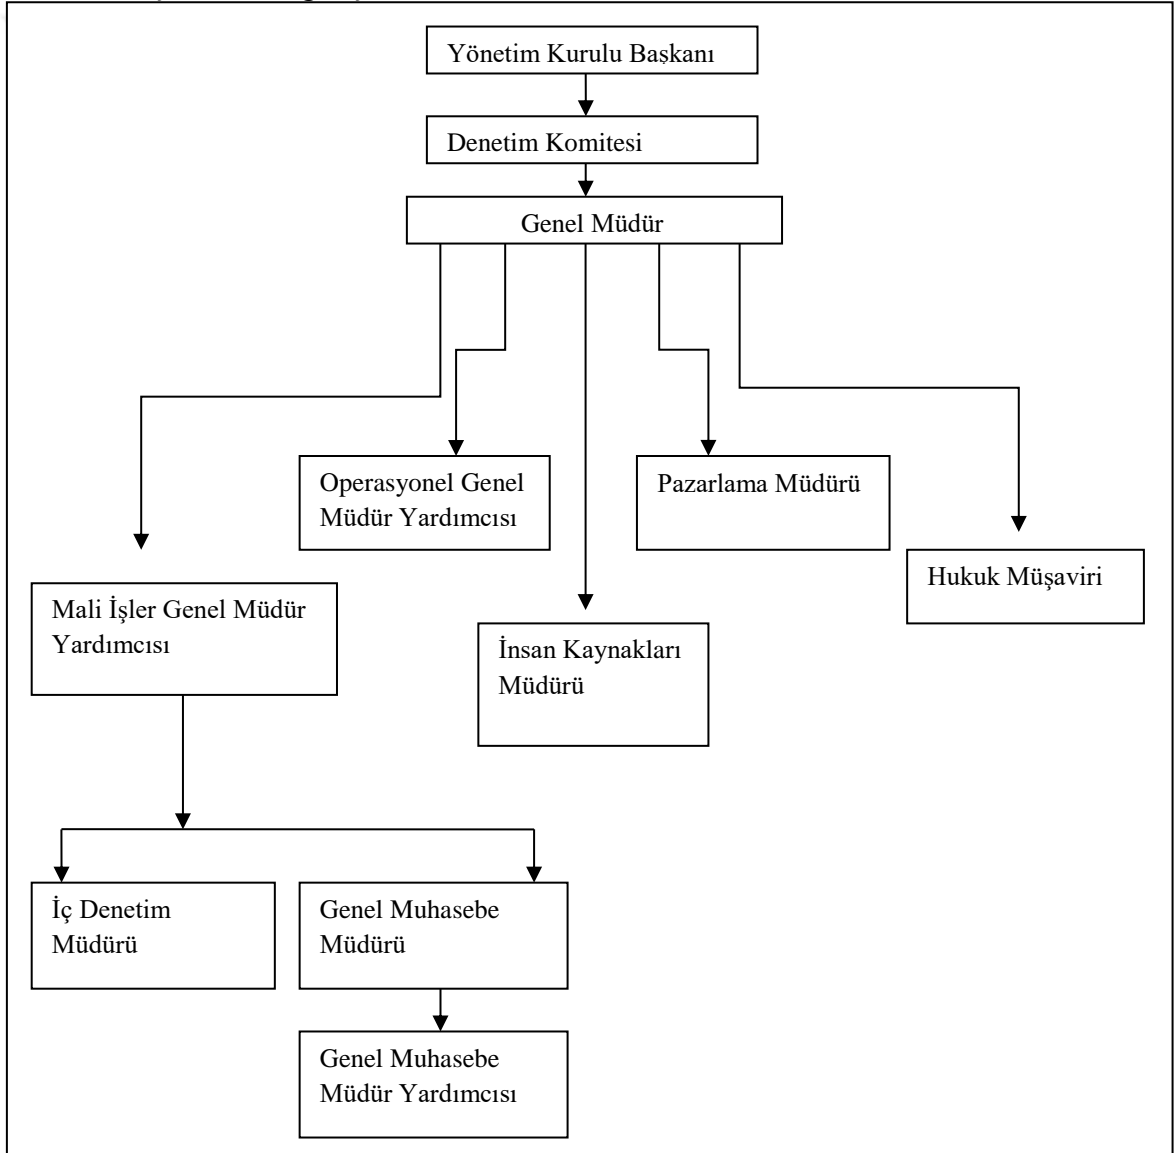 Yönetim Kurulu Başkanı
Denetim Komitesi
Genel Müdür
Operasyonel Genel
Müdür Yardımcısı
Pazarlama Müdürü
Hukuk Müşaviri
Mali İşler Genel Müdür
Yardımcısı
İnsan Kaynakları
Müdürü
İç Denetim
Müdürü
Genel Muhasebe
Müdürü
Genel Muhasebe
Müdür Yardımcısı